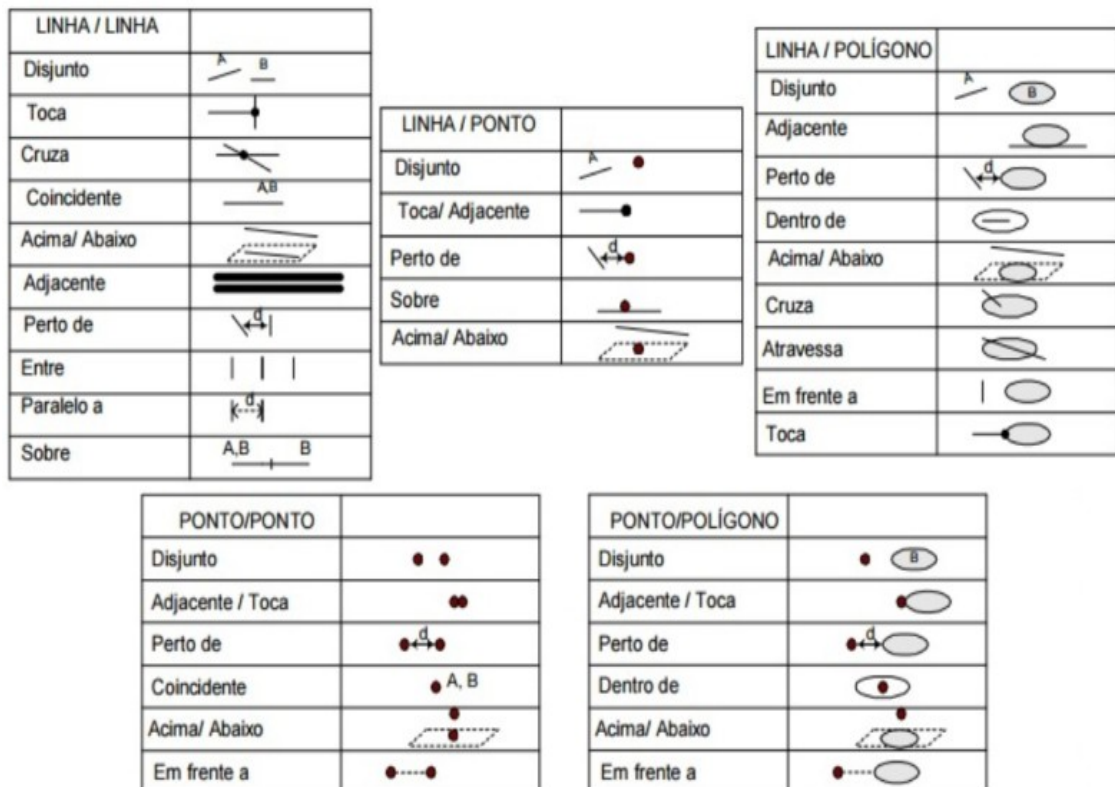 LINHA / LINHA
Disjunto A B
Toca
Cruza
Coincidente A,B
Acima/ Abaixo
Adjacente
Perto de d
Entre
Paralelo a d
Sobre A,B B
LINHA / PONTO
Disjunto A
Toca/ Adjacente
Perto de d
Sobre
Acima/ Abaixo
LINHA / POLÍGONO
Disjunto A B
Adjacente
Perto de d
Dentro de
Acima/ Abaixo
Cruza
Atravessa
Em frente a
Toca
PONTO/PONTO
Disjunto
Adjacente / Toca
Perto de d
Coincidente A, B
Acima/ Abaixo
Em frente a
PONTO/POLÍGONO
Disjunto B
Adjacente / Toca
Perto de d
Dentro de
Acima/ Abaixo
Em frente a